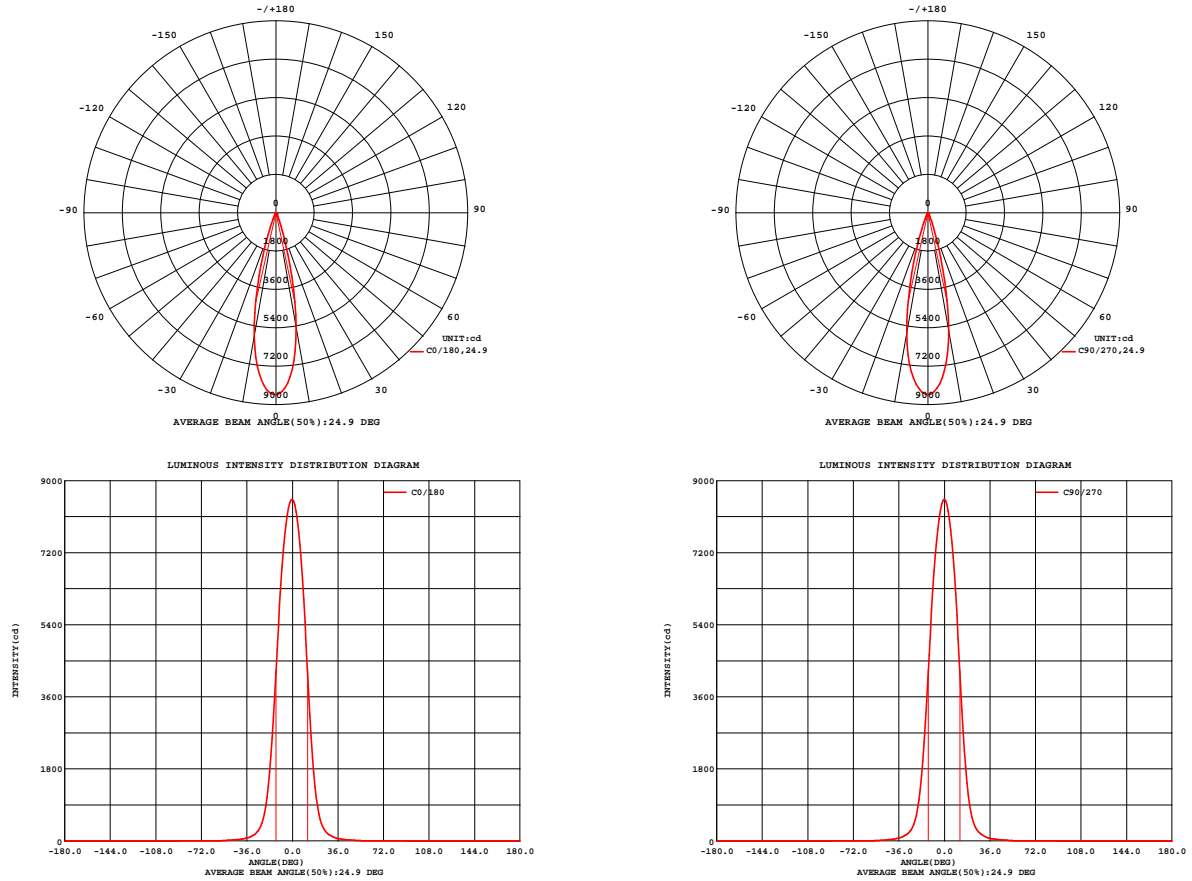 -/+180
-150 150
-120 120
-90 90
-60 60
-30 30
0
0
1800
3600
5400
7200
9000
UNIT:cd
C0/180,24.9
AVERAGE BEAM ANGLE(50%):24.9 DEG
-/+180
-150 150
-120 120
-90 90
-60 60
-30 30
0
0
1800
3600
5400
7200
9000
UNIT:cd
C90/270,24.9
AVERAGE BEAM ANGLE(50%):24.9 DEG
LUMINOUS INTENSITY DISTRIBUTION DIAGRAM
C0/180
INTENSITY(cd)
9000
7200
5400
3600
1800
0
-180.0 -144.0 -108.0 -72.0 -36.0 0.0 36.0 72.0 108.0 144.0 180.0
ANGLE(DEG)
AVERAGE BEAM ANGLE(50%):24.9 DEG
LUMINOUS INTENSITY DISTRIBUTION DIAGRAM
C90/270
INTENSITY(cd)
9000
7200
5400
3600
1800
0
-180.0 -144.0 -108.0 -72.0 -36.0 0.0 36.0 72.0 108.0 144.0 180.0
ANGLE(DEG)
AVERAGE BEAM ANGLE(50%):24.9 DEG